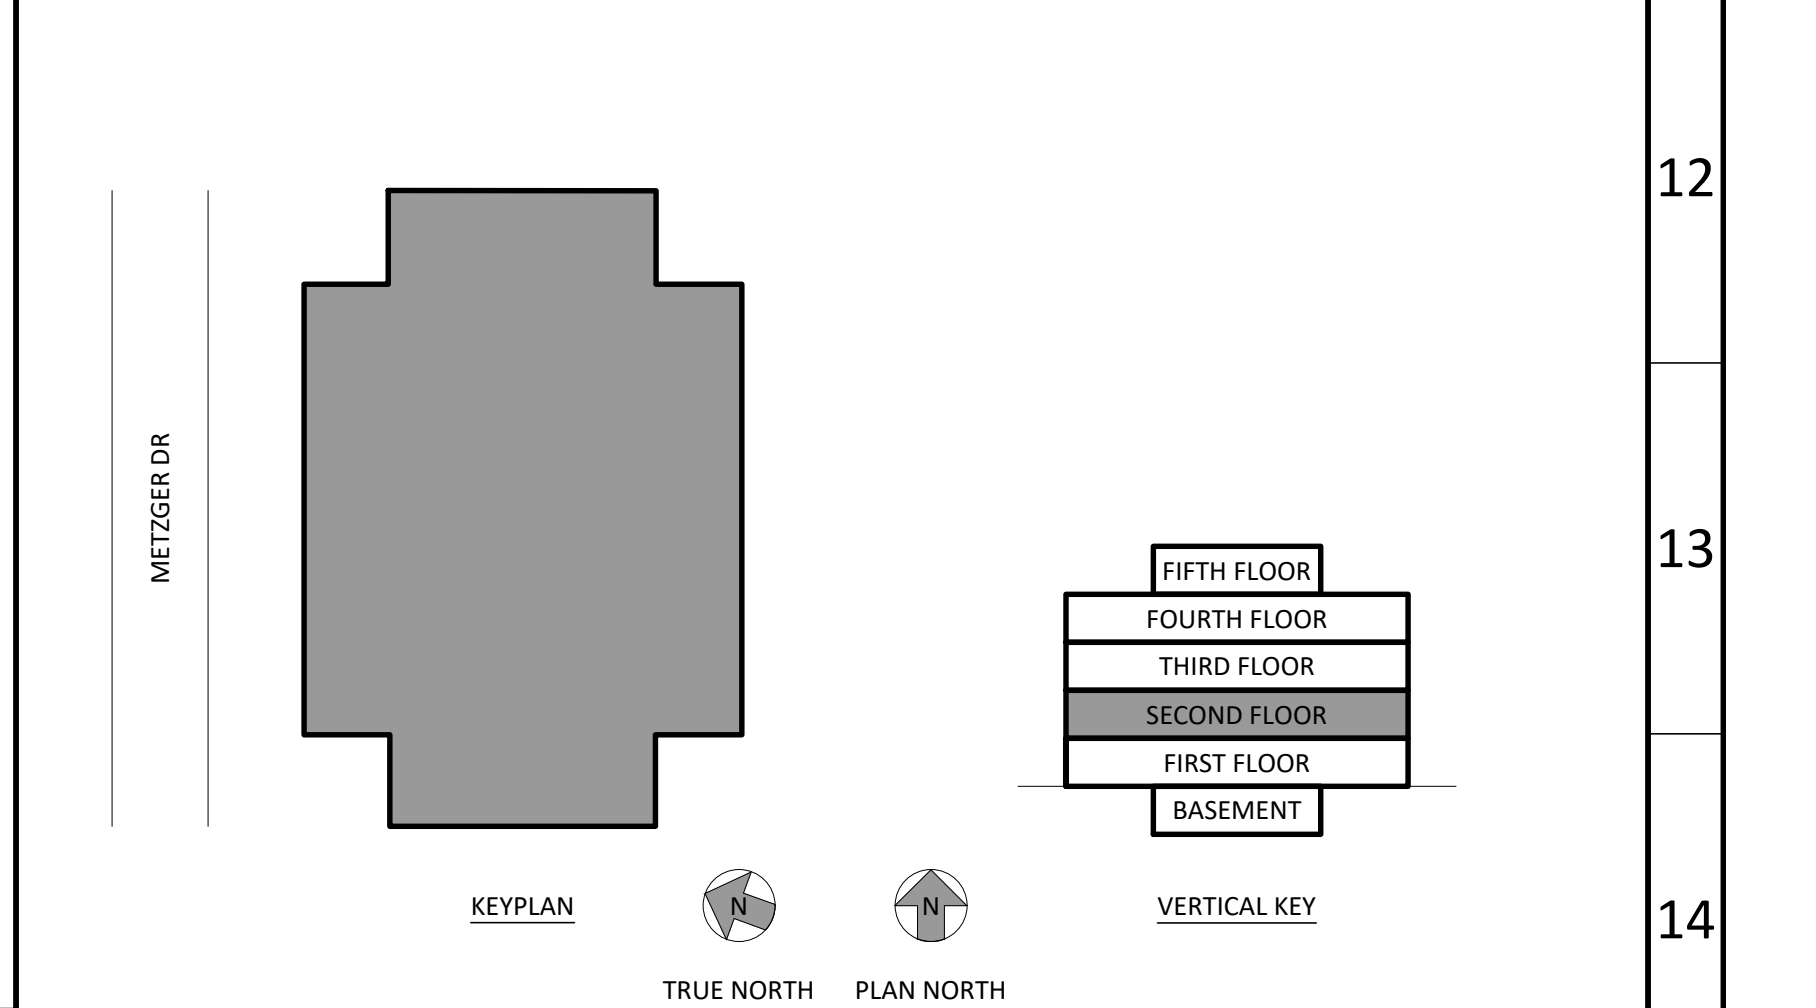 12
METZGER DR
13
FIFTH FLOOR
FOURTH FLOOR
THIRD FLOOR
SECOND FLOOR
FIRST FLOOR
BASEMENT
KEYPLAN
N
N
VERTICAL KEY
14
TRUE NORTH
PLAN NORTH